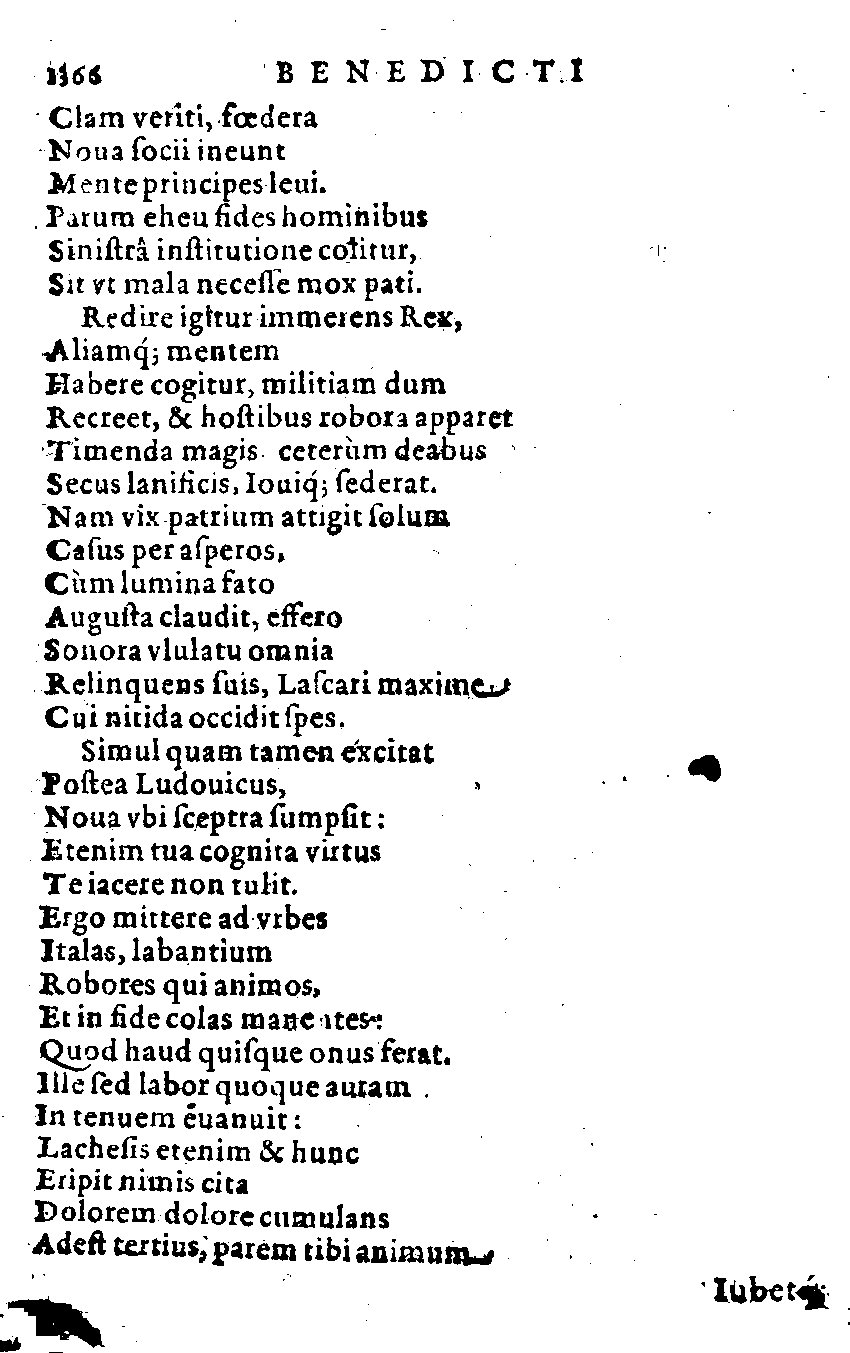 1366 BENEDICTI
Clam veriti, fœdera
Noua ſocii ineunt
Mente principes leui.
Parum eheu fides hominibus
Siniſtrâ inſtitutione colitur,
Sit vt mala neceſſe mox pati.
Redire igitur immerens Rex,
Aliamq́; mentem
Habere cogitur, militiam dum
Recreet, & hoſtibus robora apparet
Timenda magis. ceterùm deabus
Secus lanificis, Iouiq́; ſederat.
Nam vix patrium attigit ſolum
Caſus per aſperos,
Cùm lumina fato
Auguſta claudit, effero
Sonora vlulatu omnia
Relinquens ſuis, Laſcari maxime
Cui nitida occidit ſpes.
Simul quam tamen excitat
Poſtea Ludouicus,
Noua vbi ſceptra ſumpſit:
Etenim tua cognita virtus
Te iacere non tulit.
Ergo mittere ad vrbes
Italas, labantium
Robores qui animos,
Et in fide colas manentes:
Quod haud quiſque onus ferat.
Ille ſed labor quoque auram
In tenuem euanuit:
Lacheſis etenim & hunc
Eripit nimis cita
Dolorem dolore cumulans
Adeſt tertius, parem tibi animum
Iubetq́;